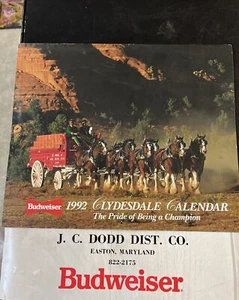 Budweiser 1992 CLYDESDALE CALENDAR
The Pride of Being a Champion
J. C. DODD DIST. CO.
EASTON, MARYLAND
822-2175
Budweiser